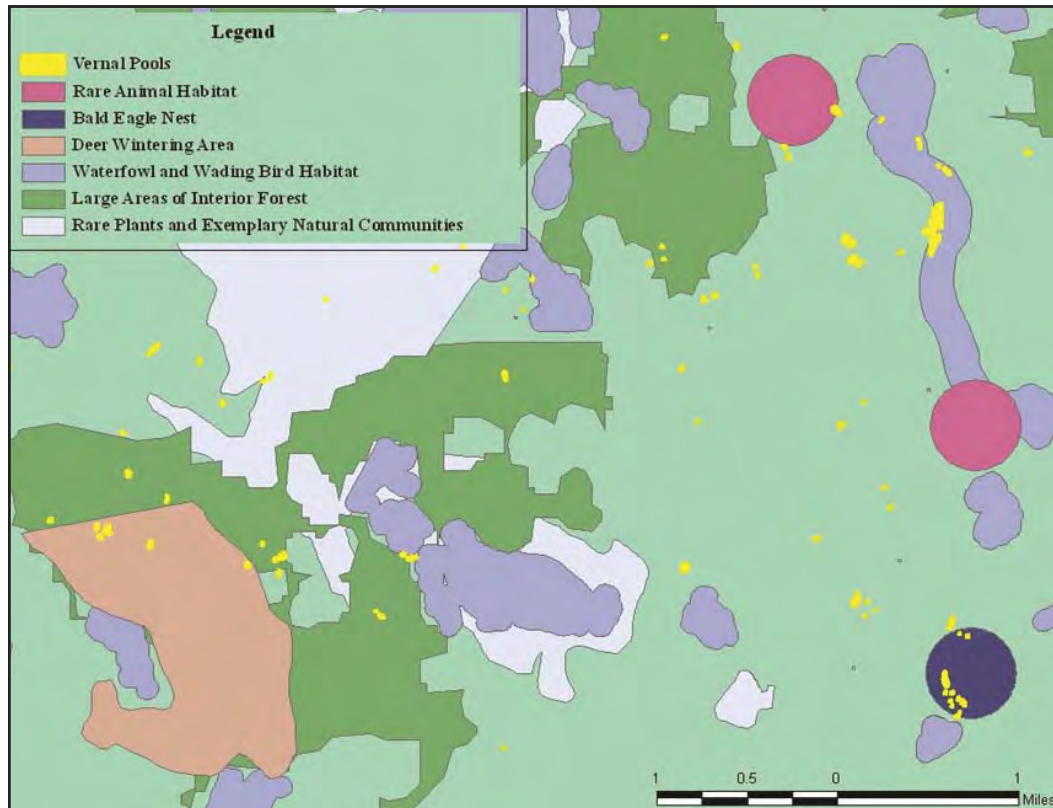 Legend
Vernal Pools
Rare Animal Habitat
Bald Eagle Nest
Deer Wintering Area
Waterfowl and Wading Bird Habitat
Large Areas of Interior Forest
Rare Plants and Exemplary Natural Communities
1 0.5 0 1
Miles